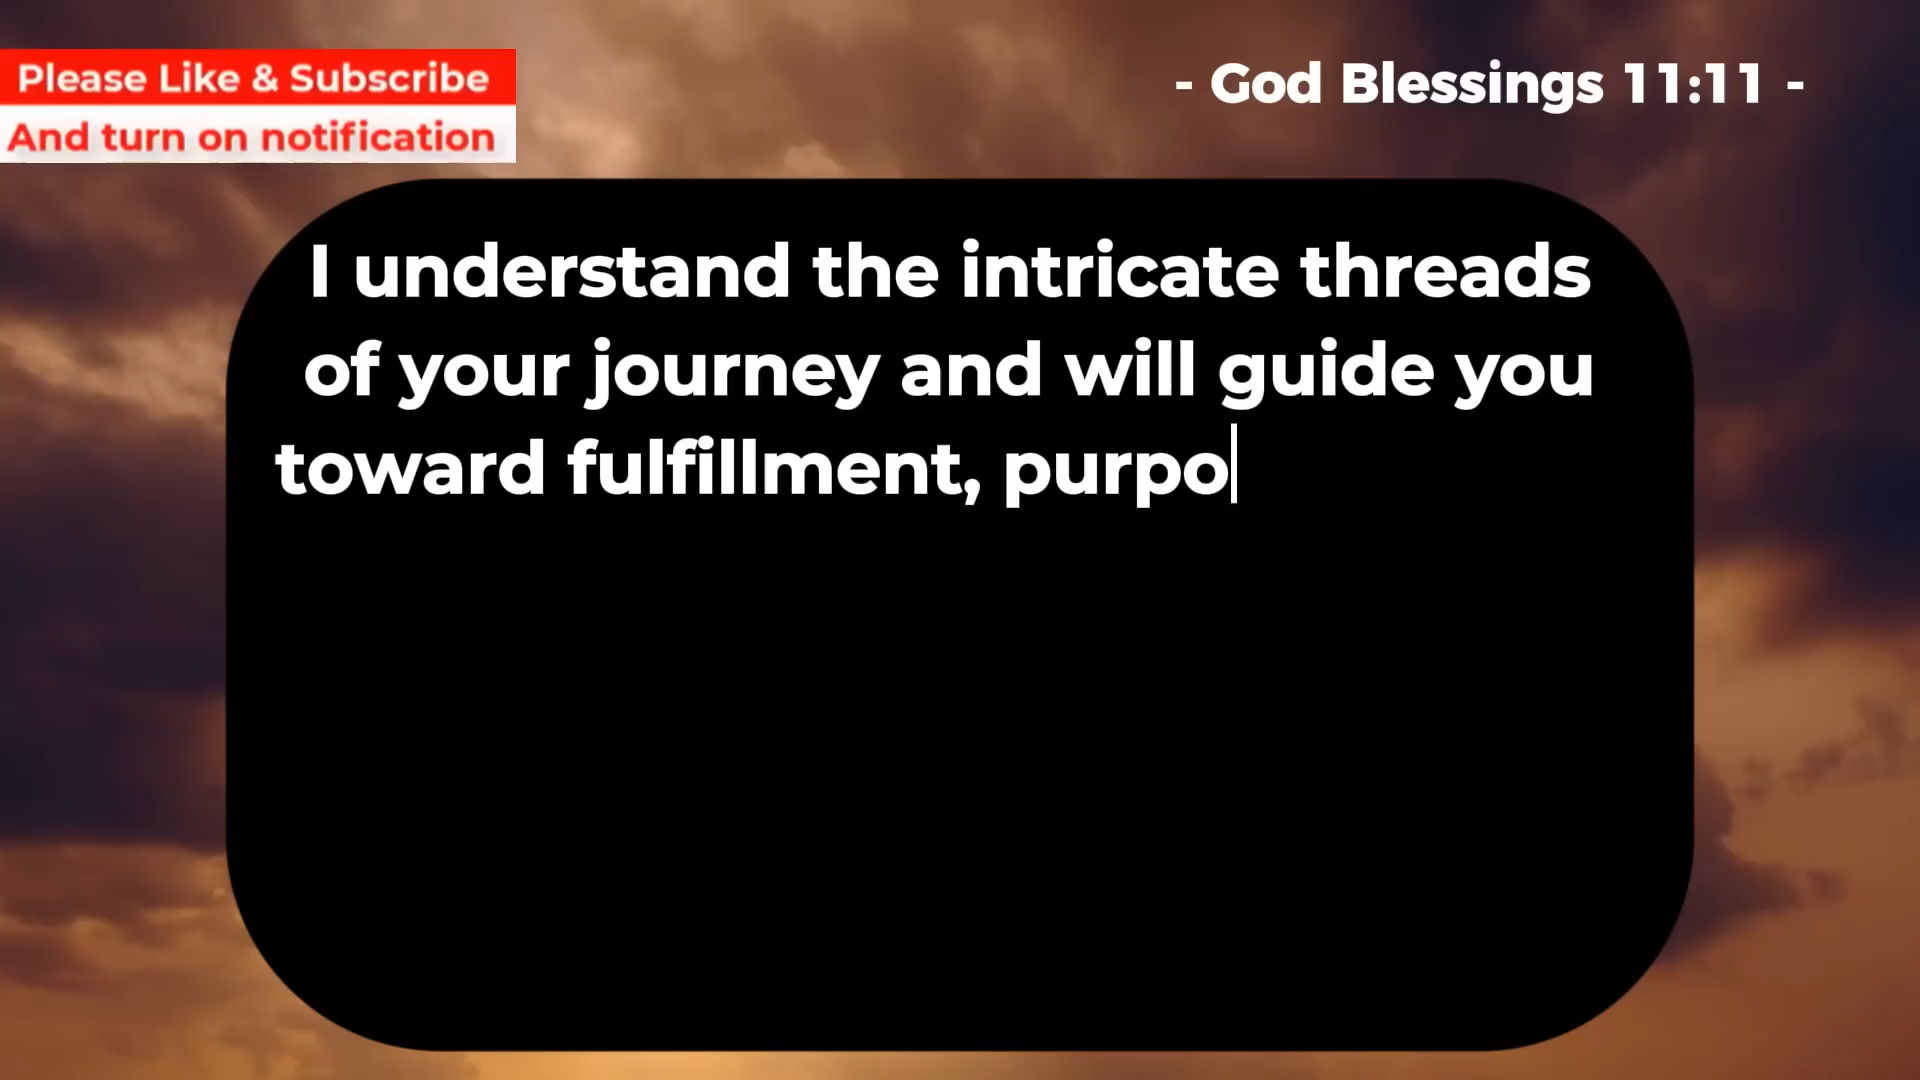 Please Like & Subscribe
And turn on notification
- God Blessings 11:11 -
I understand the intricate threads
of your journey and will guide you
toward fulfillment, purpo